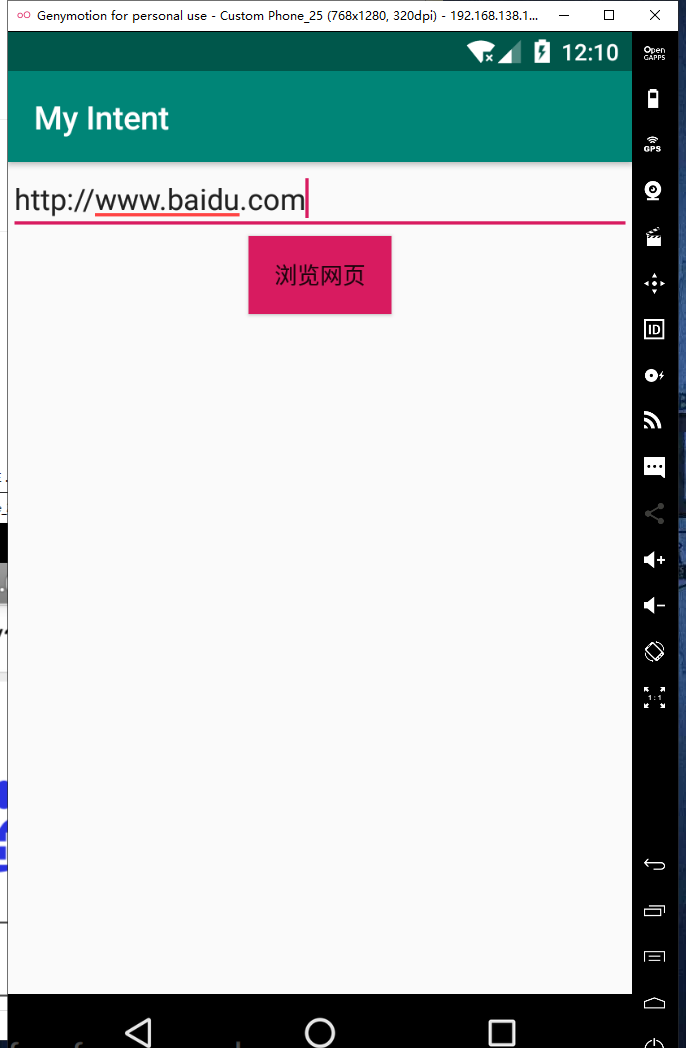 Genymotion for personal use - Custom Phone_25 (768x1280, 320dpi) - 192.168.138.1...
12:10
Open
GAPPS
My Intent
GPS
http://www.baidu.com
浏览网页
ID
1:1